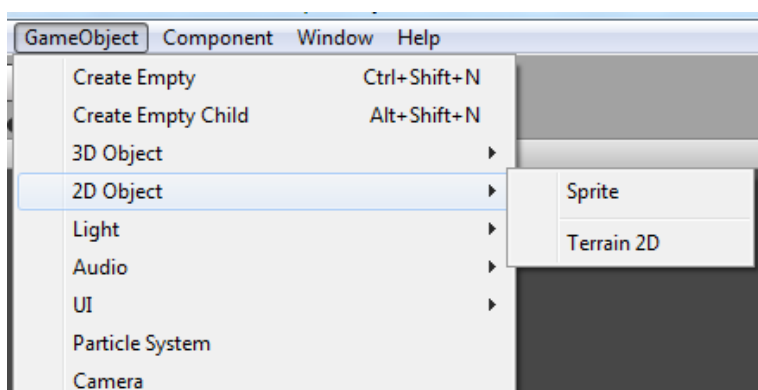 GameObject Component Window Help
Create Empty Ctrl+Shift+N
Create Empty Child Alt+Shift+N
3D Object
2D Object
Sprite
Light
Terrain 2D
Audio
UI
Particle System
Camera